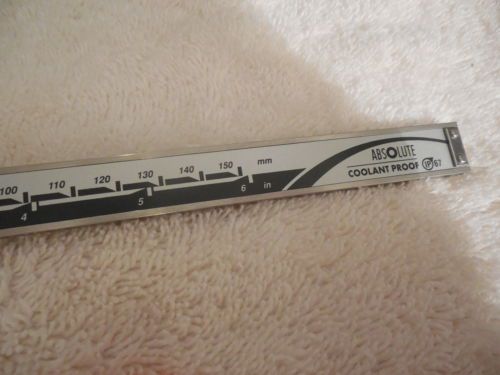 100 110 120 130 140 150 mm
4 5 6 in
ABSOLUTE
COOLANT PROOF IP67